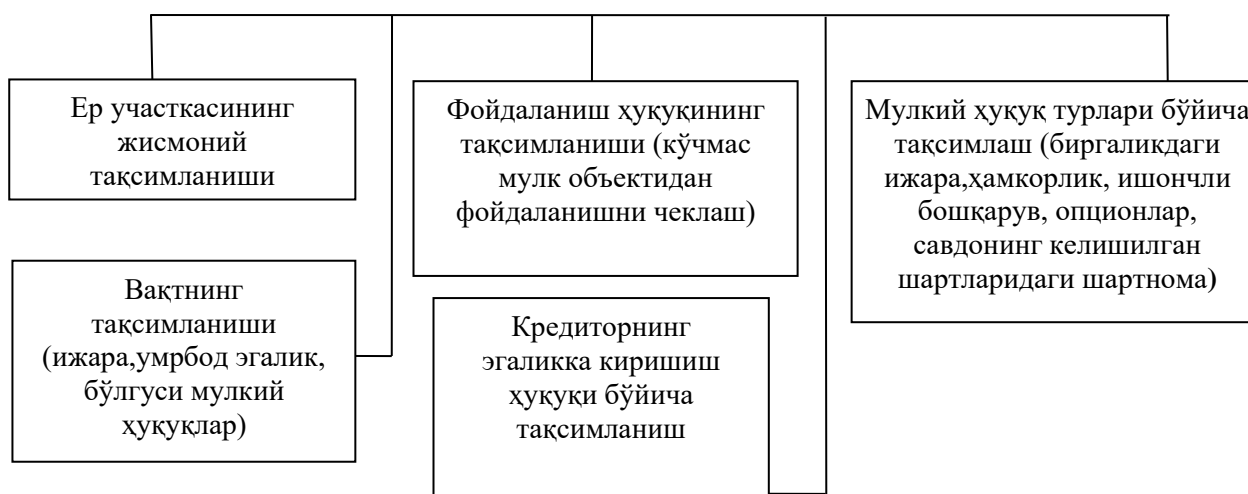 Ер участкасининг
жисмоний
тақсимланиши
Фойдаланиш ҳуқуқининг
тақсимланиши (кўчмас
мулк объектидан
фойдаланишни чеклаш)
Мулкий ҳуқуқ турлари бўйича
тақсимлаш (биргаликдаги
ижара,ҳамкорлик, ишончли
бошқарув, опционлар,
савдонинг келишилган
шартларидаги шартнома)
Вақтнинг
тақсимланиши
(ижара,умрбод эгалик,
бўлгуси мулкий
ҳуқуқлар)
Кредиторнинг
эгаликка киришиш
ҳуқуқи бўйича
тақсимланиш